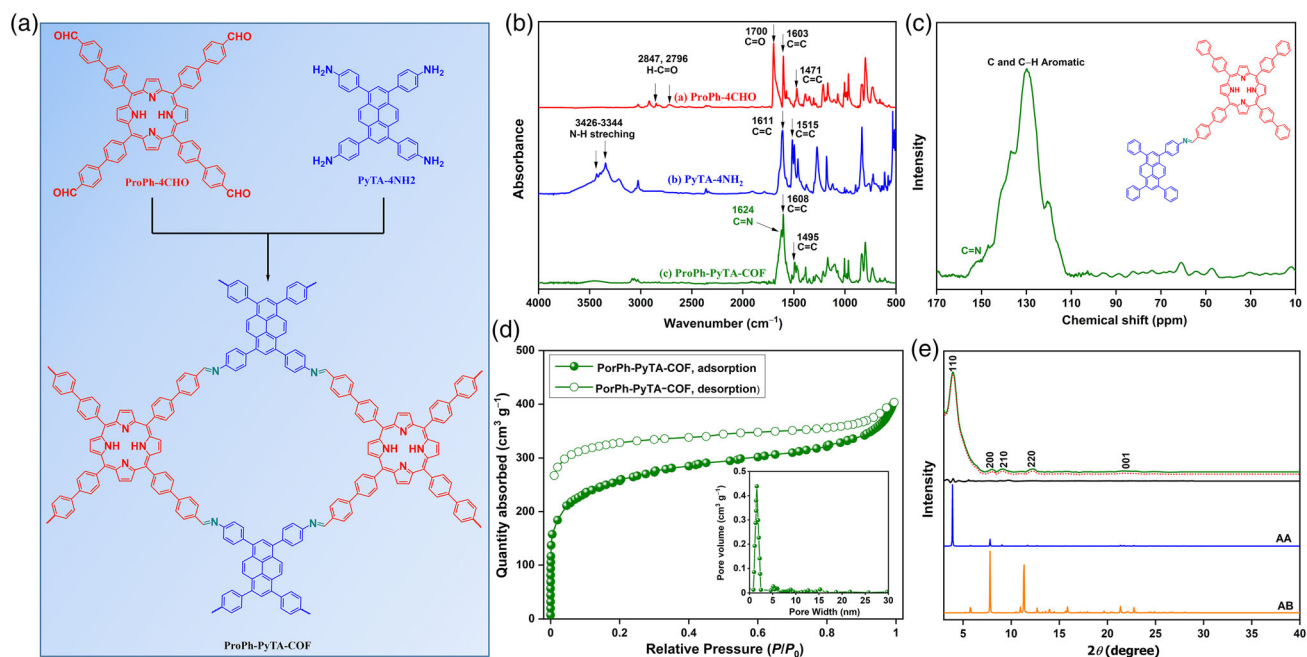 (a)
OHC
CHO
N
NH
HN
N
OHC
CHO
ProPh-4CHO
NH2
NH2
NH2
NH2
PyTA-4NH2
N
N
N
NH
HN
N
N
NH
HN
N
N
N
ProPh-PyTA-COF
(b)
1700
C=O
1603
C=C
2847, 2796
H-C=O
1471
C=C
(a) ProPh-4CHO
3426-3344
N-H streching
1611
C=C
1515
C=C
(b) PyTA-4NH2
1624
C=N
1608
C=C
1495
C=C
(c) ProPh-PyTA-COF
Absorbance
4000 3500 3000 2500 2000 1500 1000 500
Wavenumber (cm⁻¹)
(c)
C and C−H Aromatic
N
NH
HN
N
N
C=N
Intensity
170 150 130 110 90 70 50 30 10
Chemical shift (ppm)
(d)
500
400
300
200
100
0
Quantity absorbed (cm³ g⁻¹)
PorPh-PyTA-COF, adsorption
PorPh-PyTA-COF, desorption)
0.5
0.4
0.3
0.2
0.1
0
Pore volume (cm³ g⁻¹)
0 5 10 15 20 25 30
Pore Width (nm)
0 0.2 0.4 0.6 0.8 1
Relative Pressure (P/P0)
(e)
110
200
210
220
001
AA
AB
Intensity
5 10 15 20 25 30 35 40
2θ (degree)